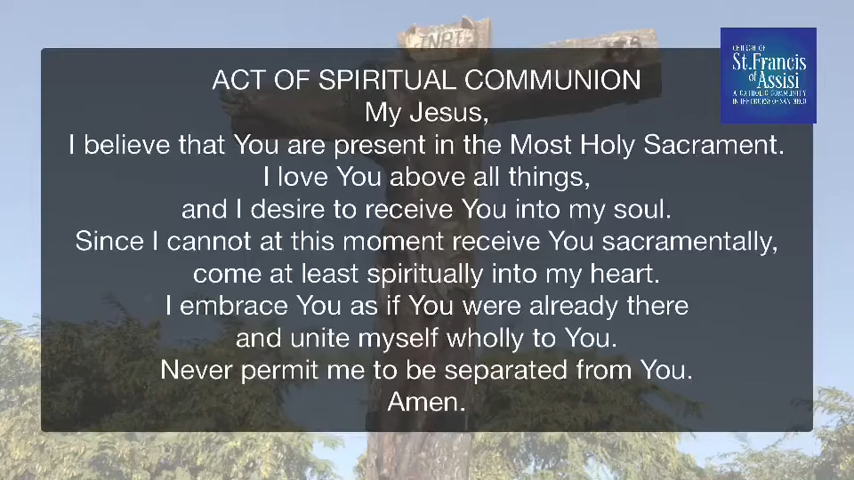 INRI
CHURCH OF
St. Francis
of
Assisi
A CATHOLIC COMMUNITY
IN THE DIOCESE OF SAN DIEGO
ACT OF SPIRITUAL COMMUNION
My Jesus,
I believe that You are present in the Most Holy Sacrament.
I love You above all things,
and I desire to receive You into my soul.
Since I cannot at this moment receive You sacramentally,
come at least spiritually into my heart.
I embrace You as if You were already there
and unite myself wholly to You.
Never permit me to be separated from You.
Amen.